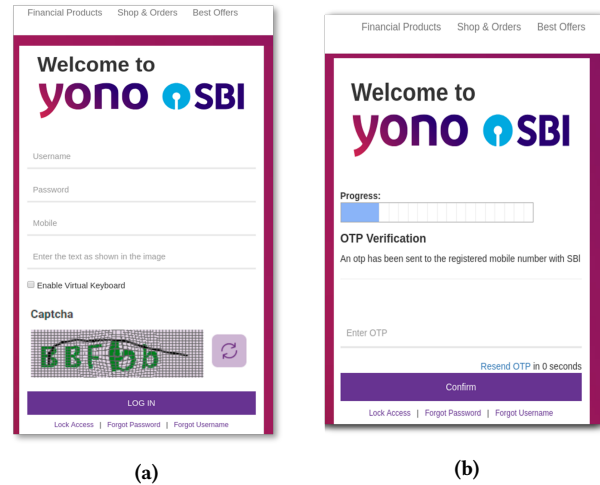 Financial Products Shop & Orders Best Offers
Welcome to
yono SBI
Username
Password
Mobile
Enter the text as shown in the image
Enable Virtual Keyboard
Captcha
BBFbb
LOG IN
Lock Access | Forgot Password | Forgot Username
(a)
Financial Products Shop & Orders Best Offers
Welcome to
yono SBI
Progress:
OTP Verification
An otp has been sent to the registered mobile number with SBI
Enter OTP
Resend OTP in 0 seconds
Confirm
Lock Access | Forgot Password | Forgot Username
(b)